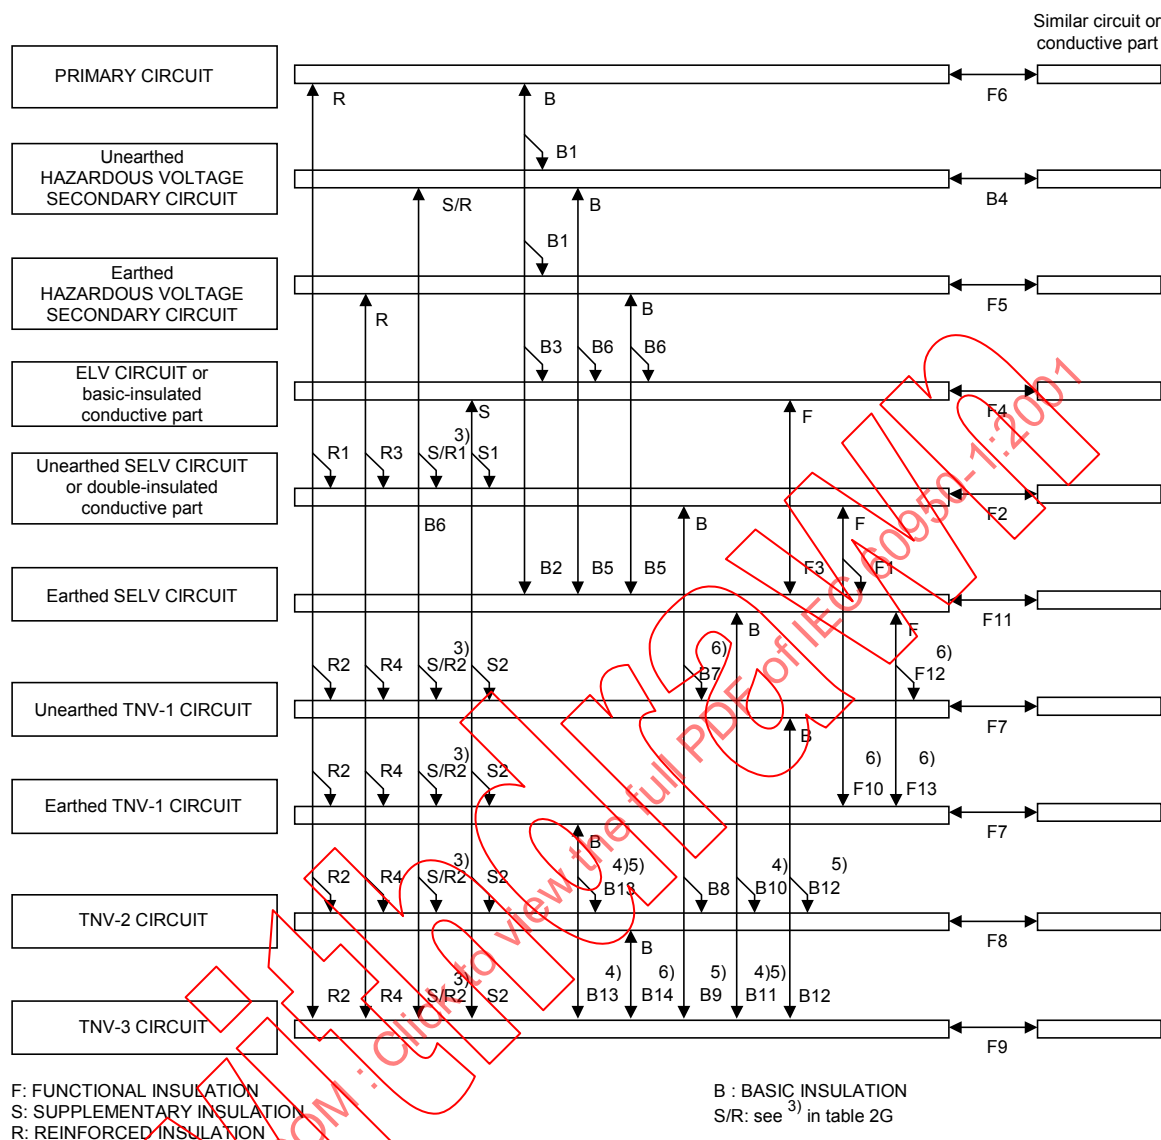 Similar circuit or
conductive part
PRIMARY CIRCUIT
R
B
F6
B1
Unearthed
HAZARDOUS VOLTAGE
SECONDARY CIRCUIT
S/R
B
B4
B1
Earthed
HAZARDOUS VOLTAGE
SECONDARY CIRCUIT
R
B
F5
B3
B6
B6
ELV CIRCUIT or
basic-insulated
conductive part
S
F
F4
R1
R3
S/R1
3)
S1
Unearthed SELV CIRCUIT
or double-insulated
conductive part
B6
B
F
F2
B2
B5
B5
F3
F1
Earthed SELV CIRCUIT
B
F
F11
R2
R4
S/R2
3)
S2
6)
B7
6)
F12
Unearthed TNV-1 CIRCUIT
B
F7
R2
R4
S/R2
3)
S2
6)
F10
6)
F13
Earthed TNV-1 CIRCUIT
B
F7
R2
R4
S/R2
3)
S2
4)5)
B13
B8
4)
B10
5)
B12
TNV-2 CIRCUIT
B
F8
R2
R4
S/R2
3)
S2
4)
B13
6)
B14
5)
B9
4)5)
B11
B12
TNV-3 CIRCUIT
F9
F: FUNCTIONAL INSULATION
S: SUPPLEMENTARY INSULATION
R: REINFORCED INSULATION
B : BASIC INSULATION
S/R: see 3) in table 2G
OM : Click to view the full PDF of IEC 60950-1:2001
ithdrawn